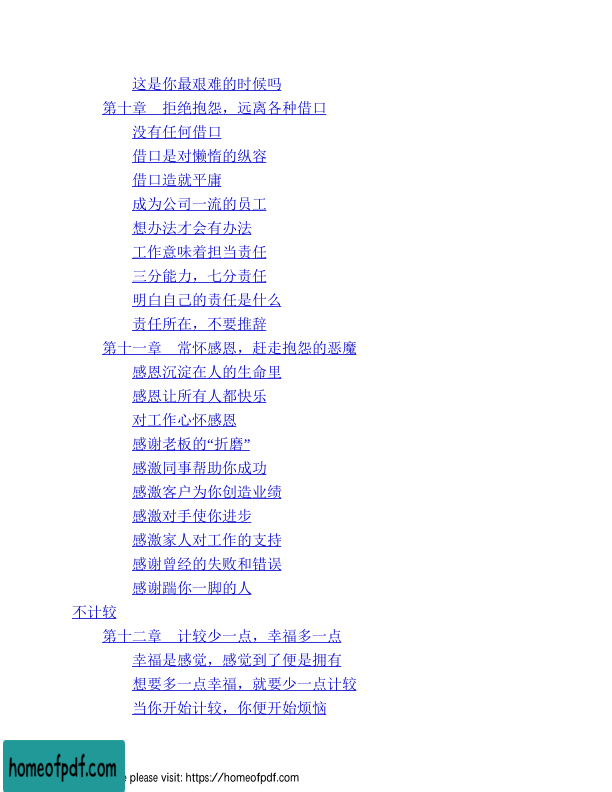 这是你最艰难的时候吗
第十章　拒绝抱怨，远离各种借口
没有任何借口
借口是对懒惰的纵容
借口造就平庸
成为公司一流的员工
想办法才会有办法
工作意味着担当责任
三分能力，七分责任
明白自己的责任是什么
责任所在，不要推辞
第十一章　常怀感恩，赶走抱怨的恶魔
感恩沉淀在人的生命里
感恩让所有人都快乐
对工作心怀感恩
感谢老板的“折磨”
感激同事帮助你成功
感激客户为你创造业绩
感激对手使你进步
感激家人对工作的支持
感谢曾经的失败和错误
感谢踹你一脚的人
不计较
第十二章　计较少一点，幸福多一点
幸福是感觉，感觉到了便是拥有
想要多一点幸福，就要少一点计较
当你开始计较，你便开始烦恼
homeofpdf.com
please visit: https://homeofpdf.com